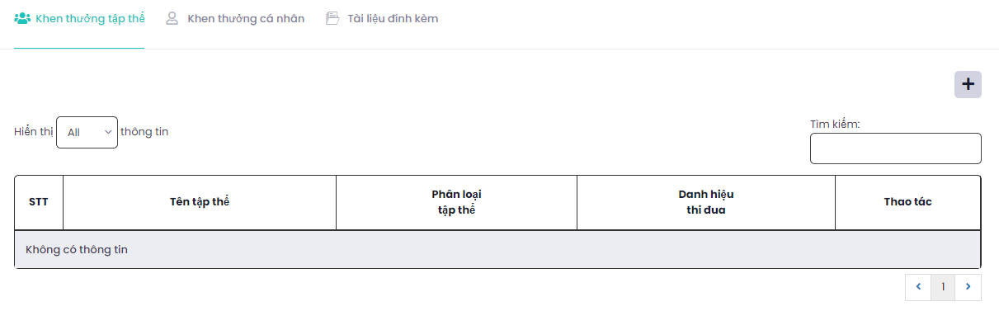 Khen thưởng tập thể
Khen thưởng cá nhân
Tài liệu đính kèm
Hiển thị All thông tin
Tìm kiếm:
STT
Tên tập thể
Phân loại
tập thể
Danh hiệu
thi đua
Thao tác
Không có thông tin
1